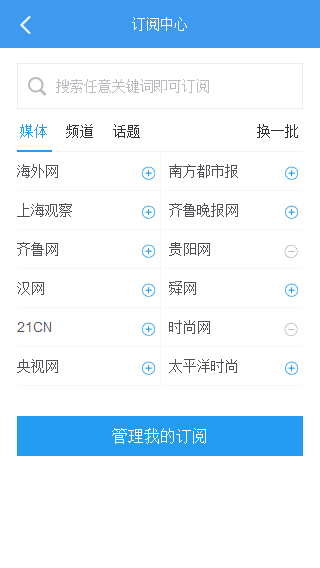 订阅中心
搜索任意关键词即可订阅
媒体 频道 话题 换一批
海外网 南方都市报
上海观察 齐鲁晚报网
齐鲁网 贵阳网
汉网 舜网
21CN 时尚网
央视网 太平洋时尚
管理我的订阅